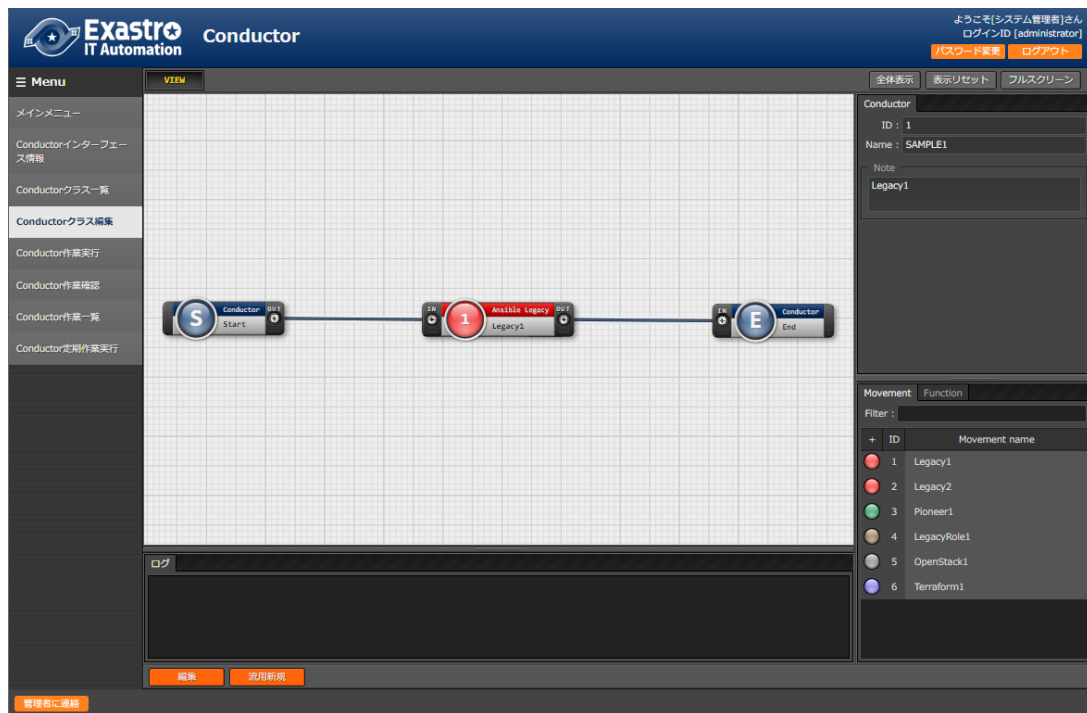 Exastro
IT Automation
Conductor
ようこそ[システム管理者]さん
ログインID [administrator]
パスワード変更
ログアウト
☰ Menu
VIEW
全体表示
表示リセット
フルスクリーン
メインメニュー
Conductorインターフェー
ス情報
Conductorクラス一覧
Conductorクラス編集
Conductor作業実行
Conductor作業確認
Conductor作業一覧
Conductor定期作業実行
S
Conductor
OUT
Start
IN
1
Ansible Legacy
OUT
Legacy1
IN
E
Conductor
End
Conductor
ID : 1
Name : SAMPLE1
Note
Legacy1
Movement
Function
Filter :
+ ID Movement name
1 Legacy1
2 Legacy2
3 Pioneer1
4 LegacyRole1
5 OpenStack1
6 Terraform1
ログ
編集
流用新規
管理者に連絡